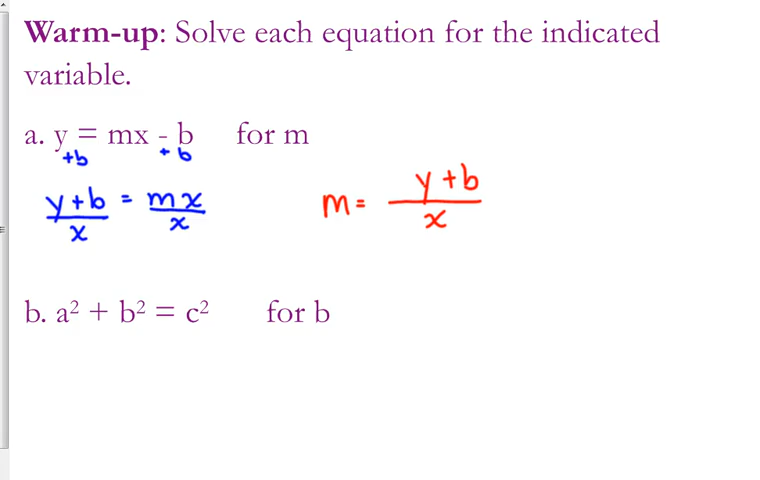 Warm-up: Solve each equation for the indicated
variable.
a. y = mx - b for m
+b + b
y+b = mx
x x
m = y+b
x
b. a² + b² = c² for b